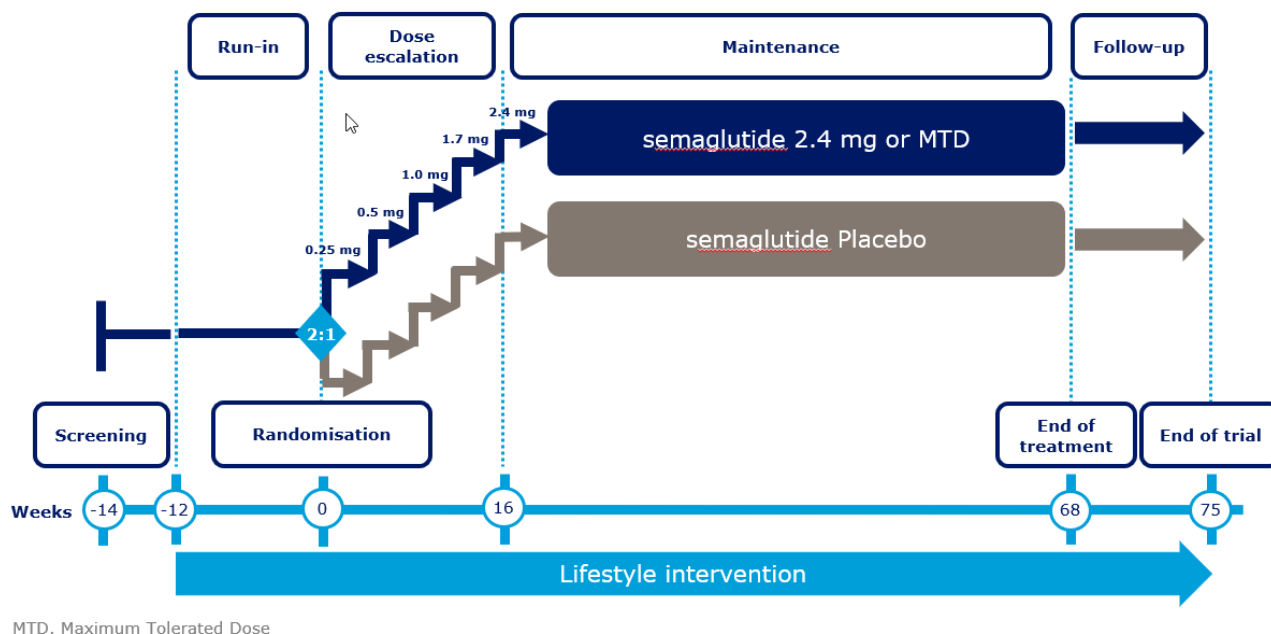 Run-in
Dose
escalation
Maintenance
Follow-up
2.4 mg
1.7 mg
1.0 mg
0.5 mg
0.25 mg
semaglutide 2.4 mg or MTD
semaglutide Placebo
2:1
Screening
Randomisation
End of
treatment
End of trial
Weeks -14 -12 0 16 68 75
Lifestyle intervention
MTD. Maximum Tolerated Dose